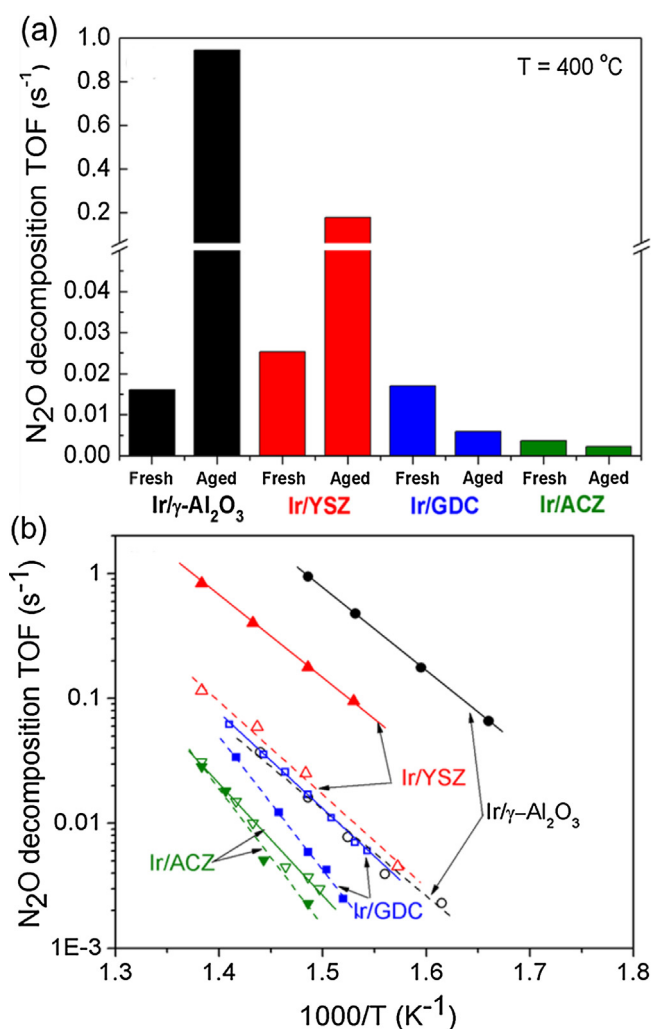 (a)
N2O decomposition TOF (s-1)
1.0
0.8
0.6
0.4
0.2
0.04
0.03
0.02
0.01
0.00
T = 400 °C
Fresh Aged Fresh Aged Fresh Aged Fresh Aged
Ir/γ-Al2O3 Ir/YSZ Ir/GDC Ir/ACZ
(b)
N2O decomposition TOF (s-1)
1
0.1
0.01
1E-3
Ir/YSZ
Ir/γ–Al2O3
Ir/ACZ
Ir/GDC
1.3 1.4 1.5 1.6 1.7 1.8
1000/T (K-1)